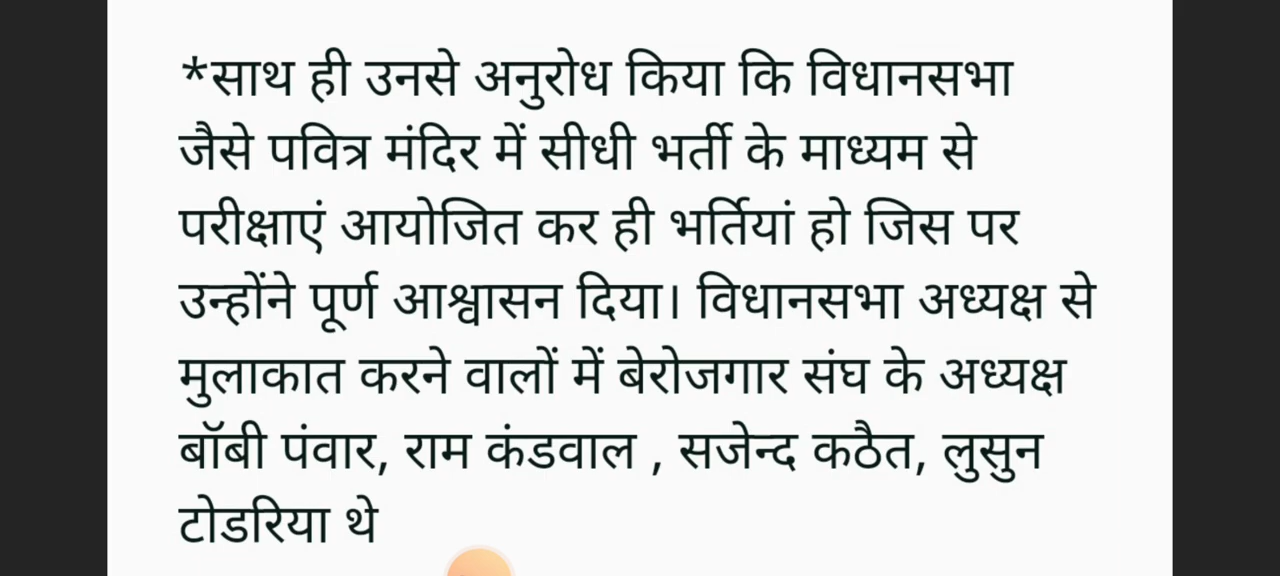 *साथ ही उनसे अनुरोध किया कि विधानसभा
जैसे पवित्र मंदिर में सीधी भर्ती के माध्यम से
परीक्षाएं आयोजित कर ही भर्तियां हो जिस पर
उन्होंने पूर्ण आश्वासन दिया। विधानसभा अध्यक्ष से
मुलाकात करने वालों में बेरोजगार संघ के अध्यक्ष
बॉबी पंवार, राम कंडवाल , सजेन्द कठैत, लुसुन
टोडरिया थे